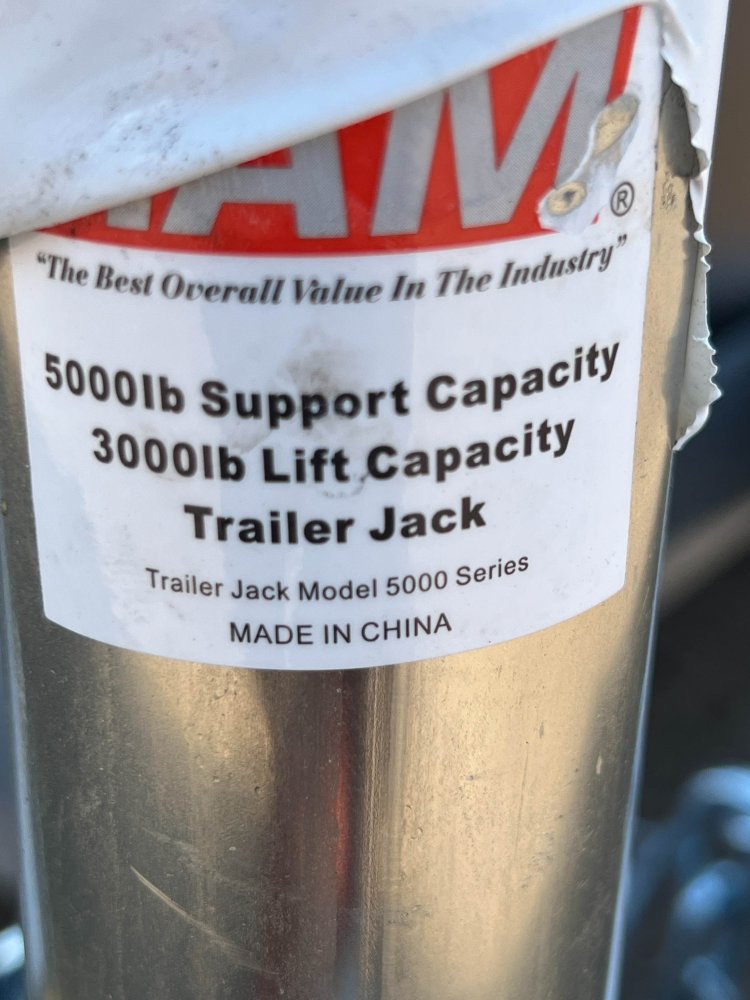 AM®
“The Best Overall Value In The Industry”
5000lb Support Capacity
3000lb Lift Capacity
Trailer Jack
Trailer Jack Model 5000 Series
MADE IN CHINA